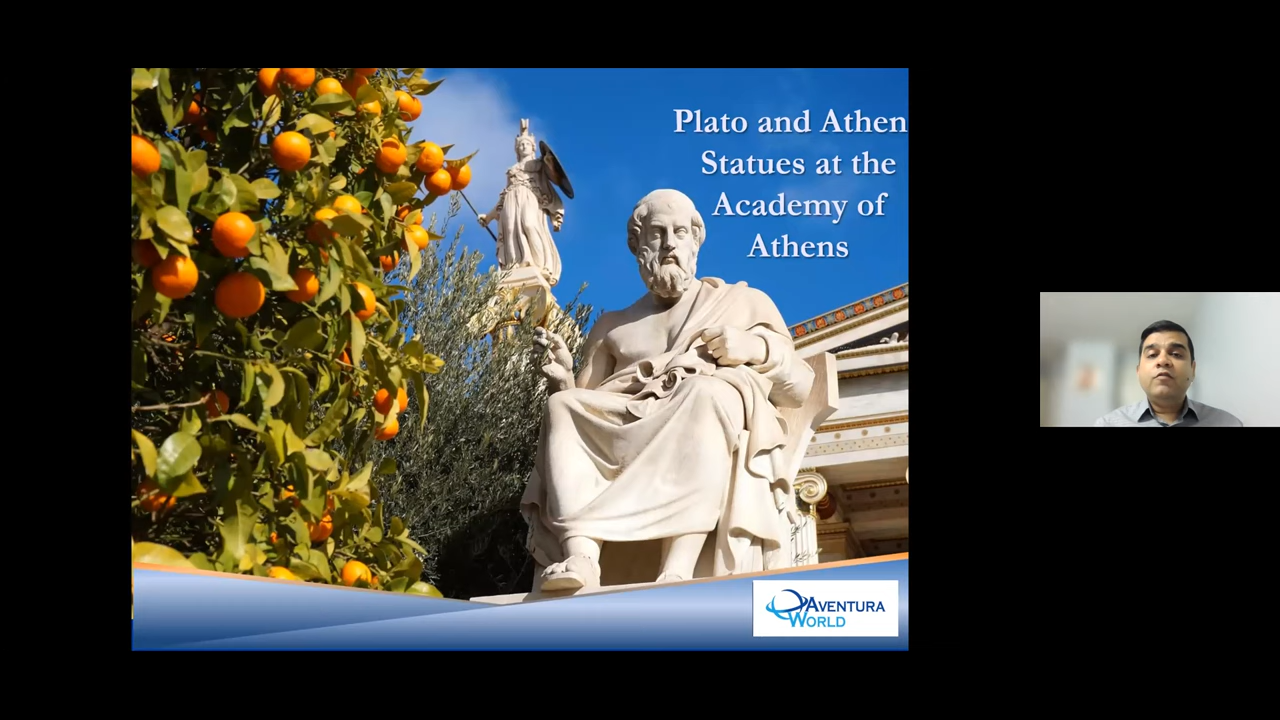 Plato and Athen
Statues at the
Academy of
Athens
AVENTURA
WORLD